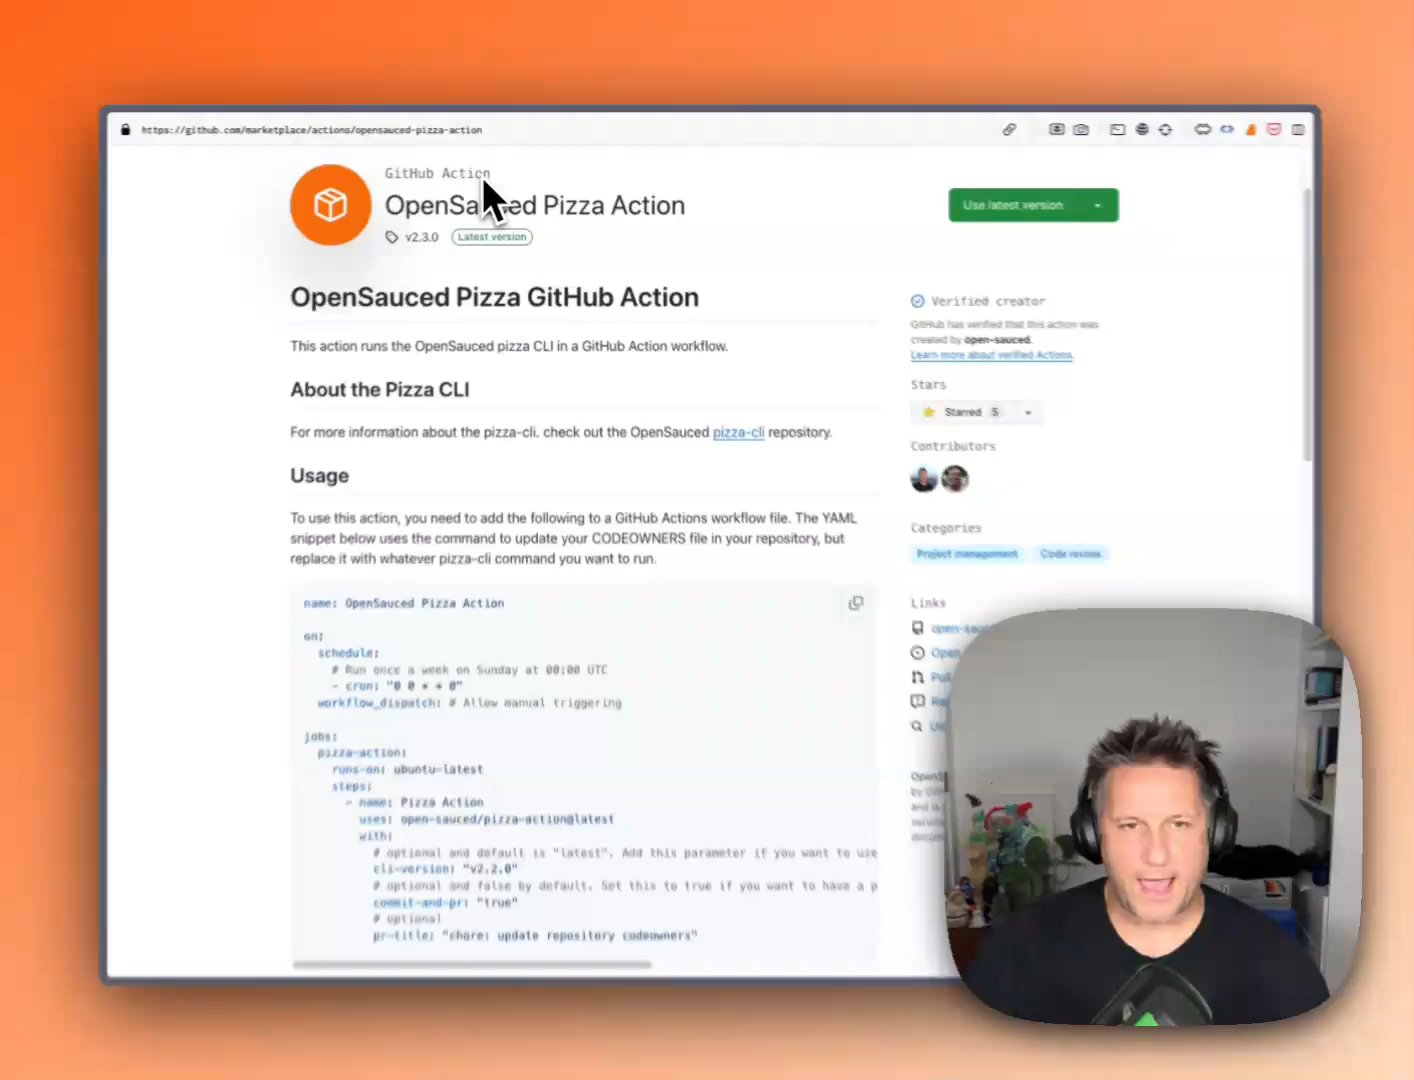 https://github.com/marketplace/actions/opensauced-pizza-action
GitHub Action
OpenSauced Pizza Action
v2.3.0
Latest version
Use latest version
OpenSauced Pizza GitHub Action
This action runs the OpenSauced pizza CLI in a GitHub Action workflow.
About the Pizza CLI
For more information about the pizza-cli. check out the OpenSauced pizza-cli repository.
Usage
To use this action, you need to add the following to a GitHub Actions workflow file. The YAML
snippet below uses the command to update your CODEOWNERS file in your repository, but
replace it with whatever pizza-cli command you want to run.
name: OpenSauced Pizza Action
on:
schedule:
# Run once a week on Sunday at 00:00 UTC
- cron: "0 0 * * 0"
workflow_dispatch: # Allow manual triggering
jobs:
pizza-action:
runs-on: ubuntu-latest
steps:
- name: Pizza Action
uses: open-sauced/pizza-action@latest
with:
# optional and default is "latest". Add this parameter if you want to use
cli-version: "v2.2.0"
# optional and false by default. Set this to true if you want to have a p
commit-and-pr: "true"
# optional
pr-title: "chore: update repository codeowners"
Verified creator
GitHub has verified that this action was
created by open-sauced.
Learn more about verified Actions.
Stars
Starred 5
Contributors
Categories
Project management
Code review
Links
Open